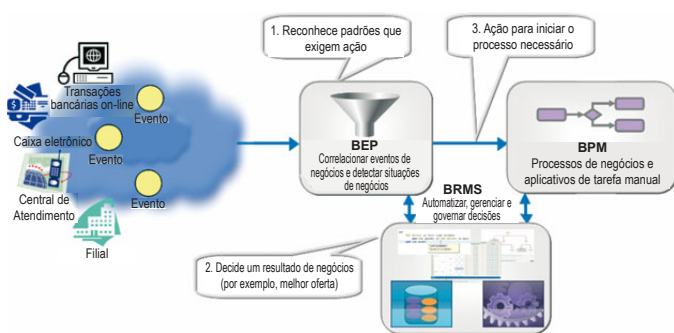 1. Reconhece padrões que
exigem ação
3. Ação para iniciar o
processo necessário
Transações
bancárias on-line
Evento
Caixa eletrônico
Evento
Central de
Atendimento
Evento
Filial
BEP
Correlacionar eventos de
negócios e detectar situações
de negócios
BPM
Processos de negócios e
aplicativos de tarefa manual
BRMS
Automatizar, gerenciar e
governar decisões
2. Decide um resultado de negócios
(por exemplo, melhor oferta)